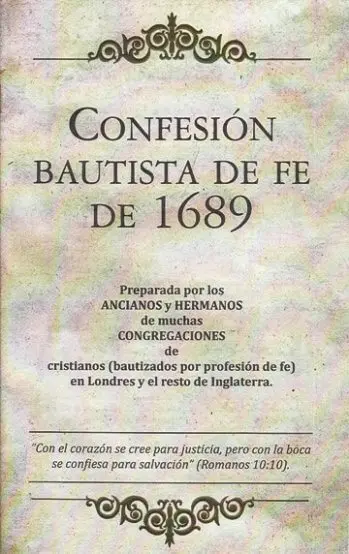 CONFESIÓN
BAUTISTA DE FE
DE 1689
Preparada por los
ANCIANOS y HERMANOS
de muchas
CONGREGACIONES
de
cristianos (bautizados por profesión de fe)
en Londres y el resto de Inglaterra.
"Con el corazón se cree para justicia, pero con la boca
se confiesa para salvación" (Romanos 10:10).